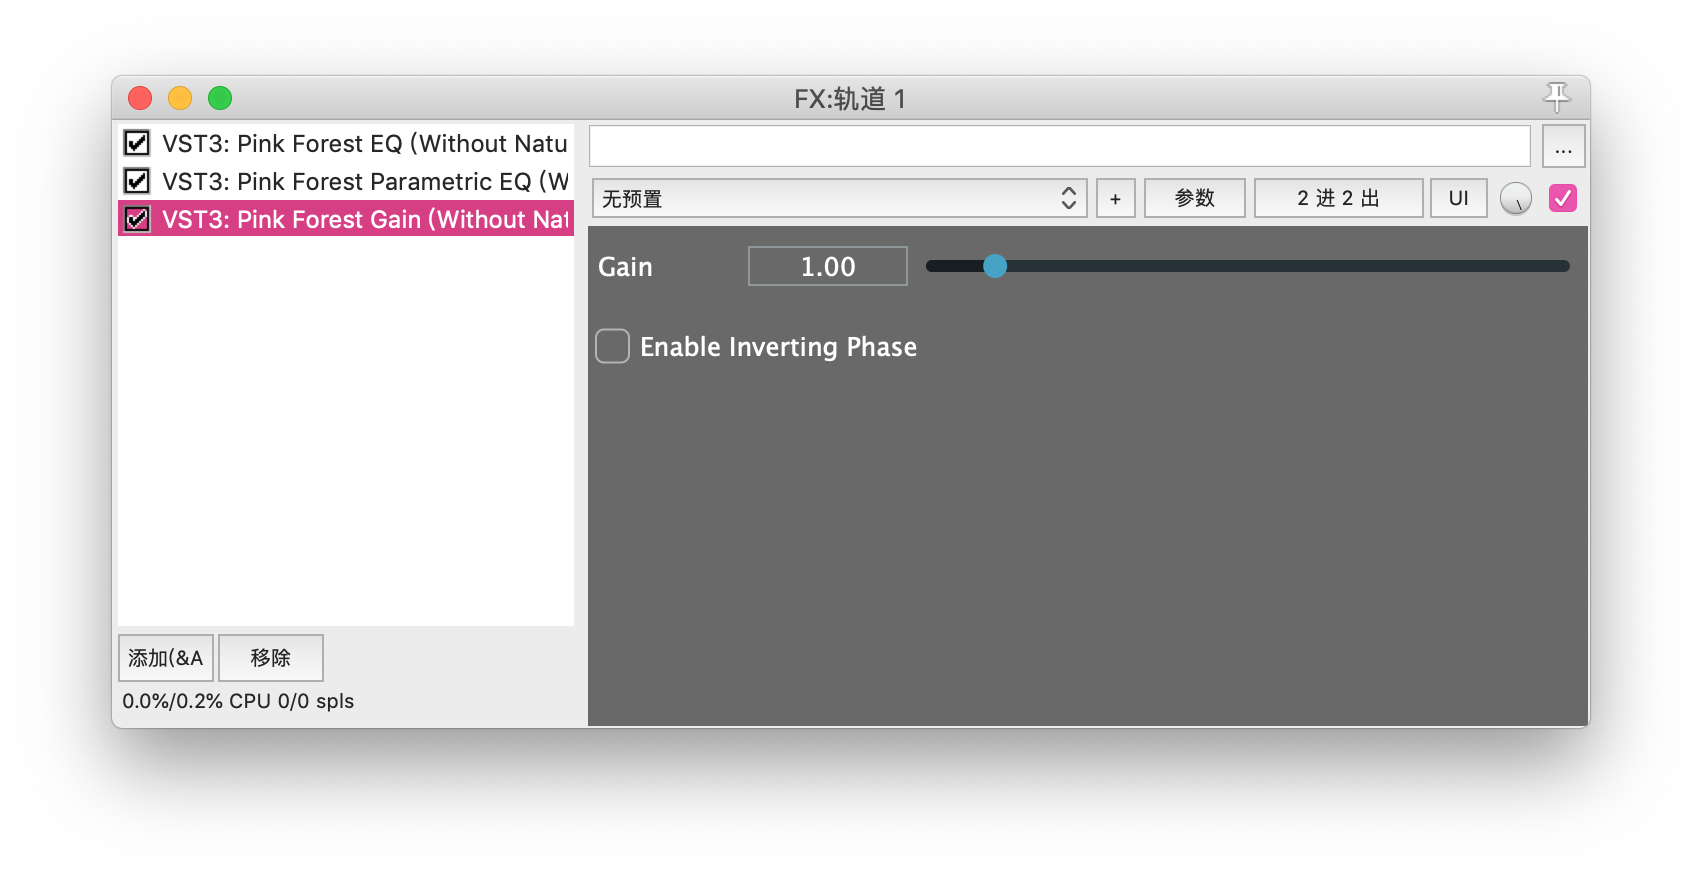 FX:轨道 1
VST3: Pink Forest EQ (Without Natu
VST3: Pink Forest Parametric EQ (W
VST3: Pink Forest Gain (Without Nat
...
无预置
+
参数
2 进 2 出
UI
Gain
1.00
Enable Inverting Phase
添加(&A
移除
0.0%/0.2% CPU 0/0 spls